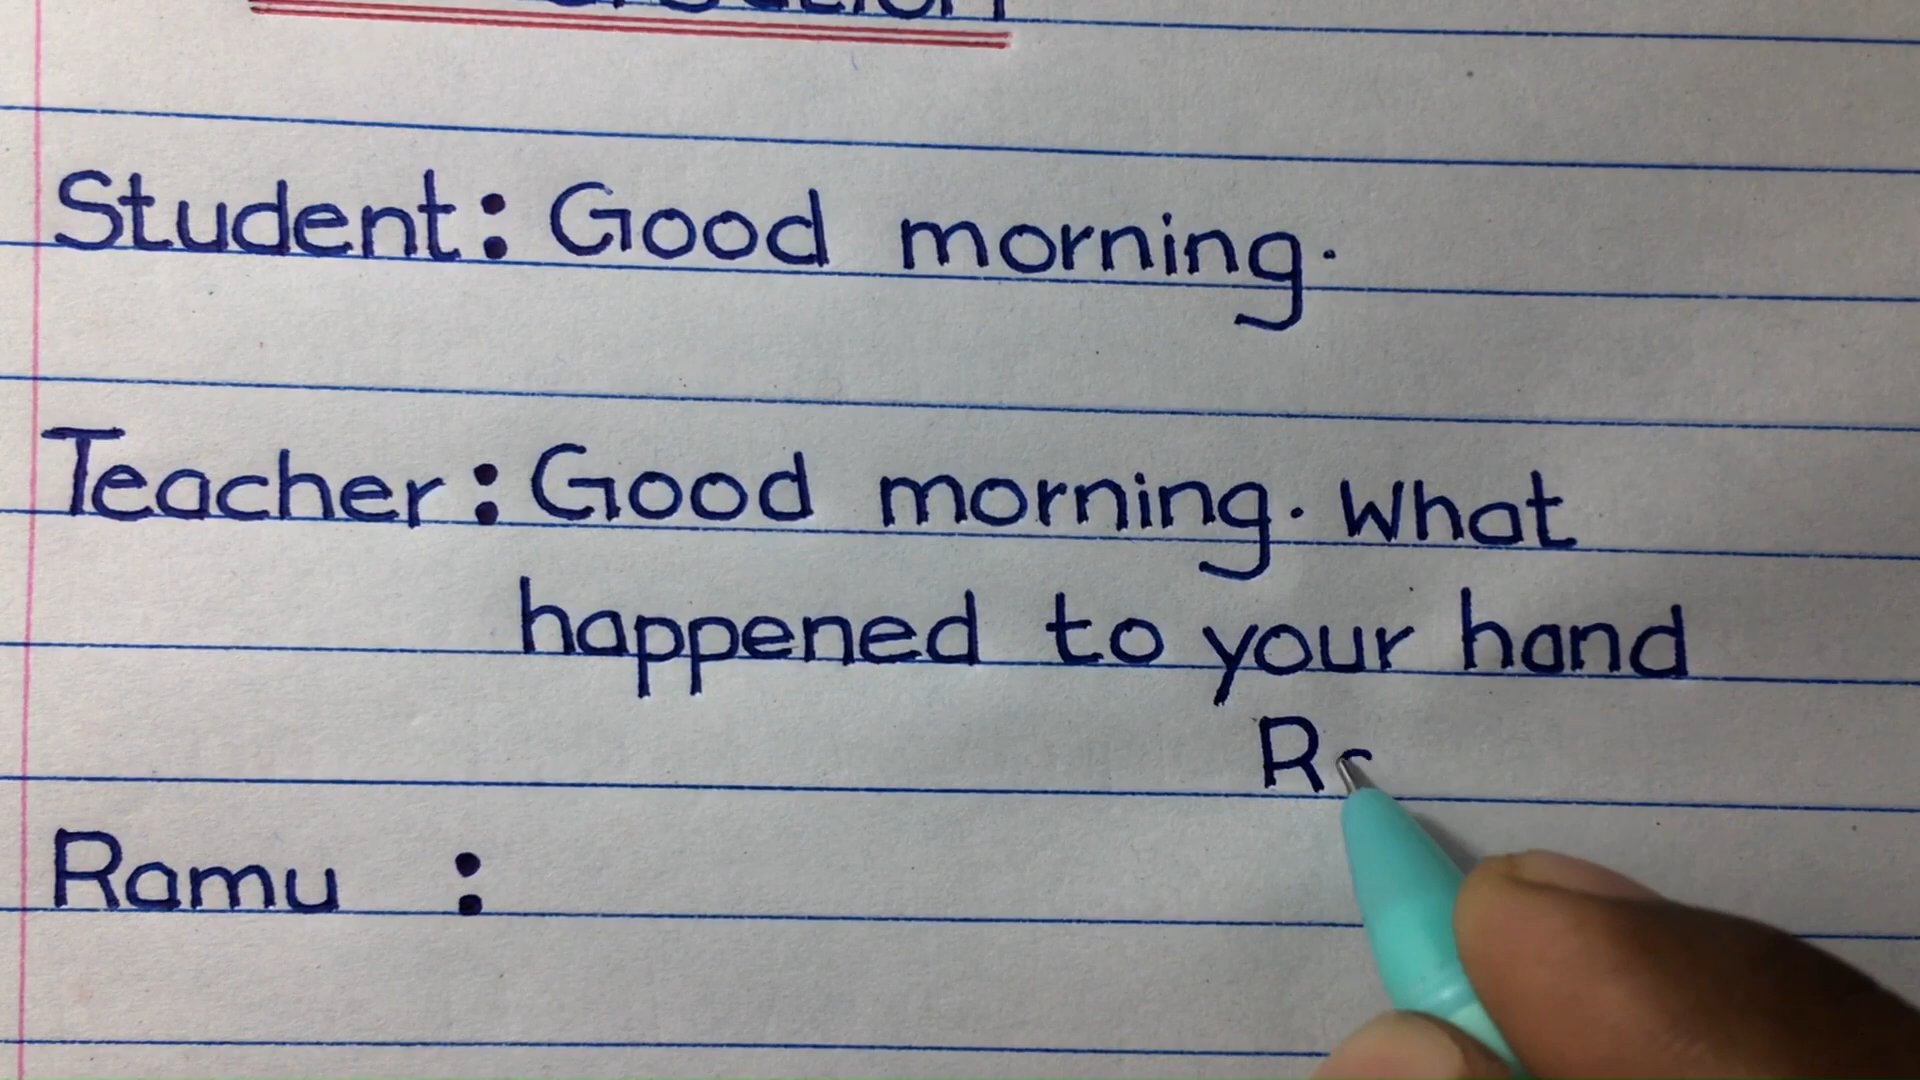 Student: Good morning.
Teacher: Good morning. What
happened to your hand
Ramu :